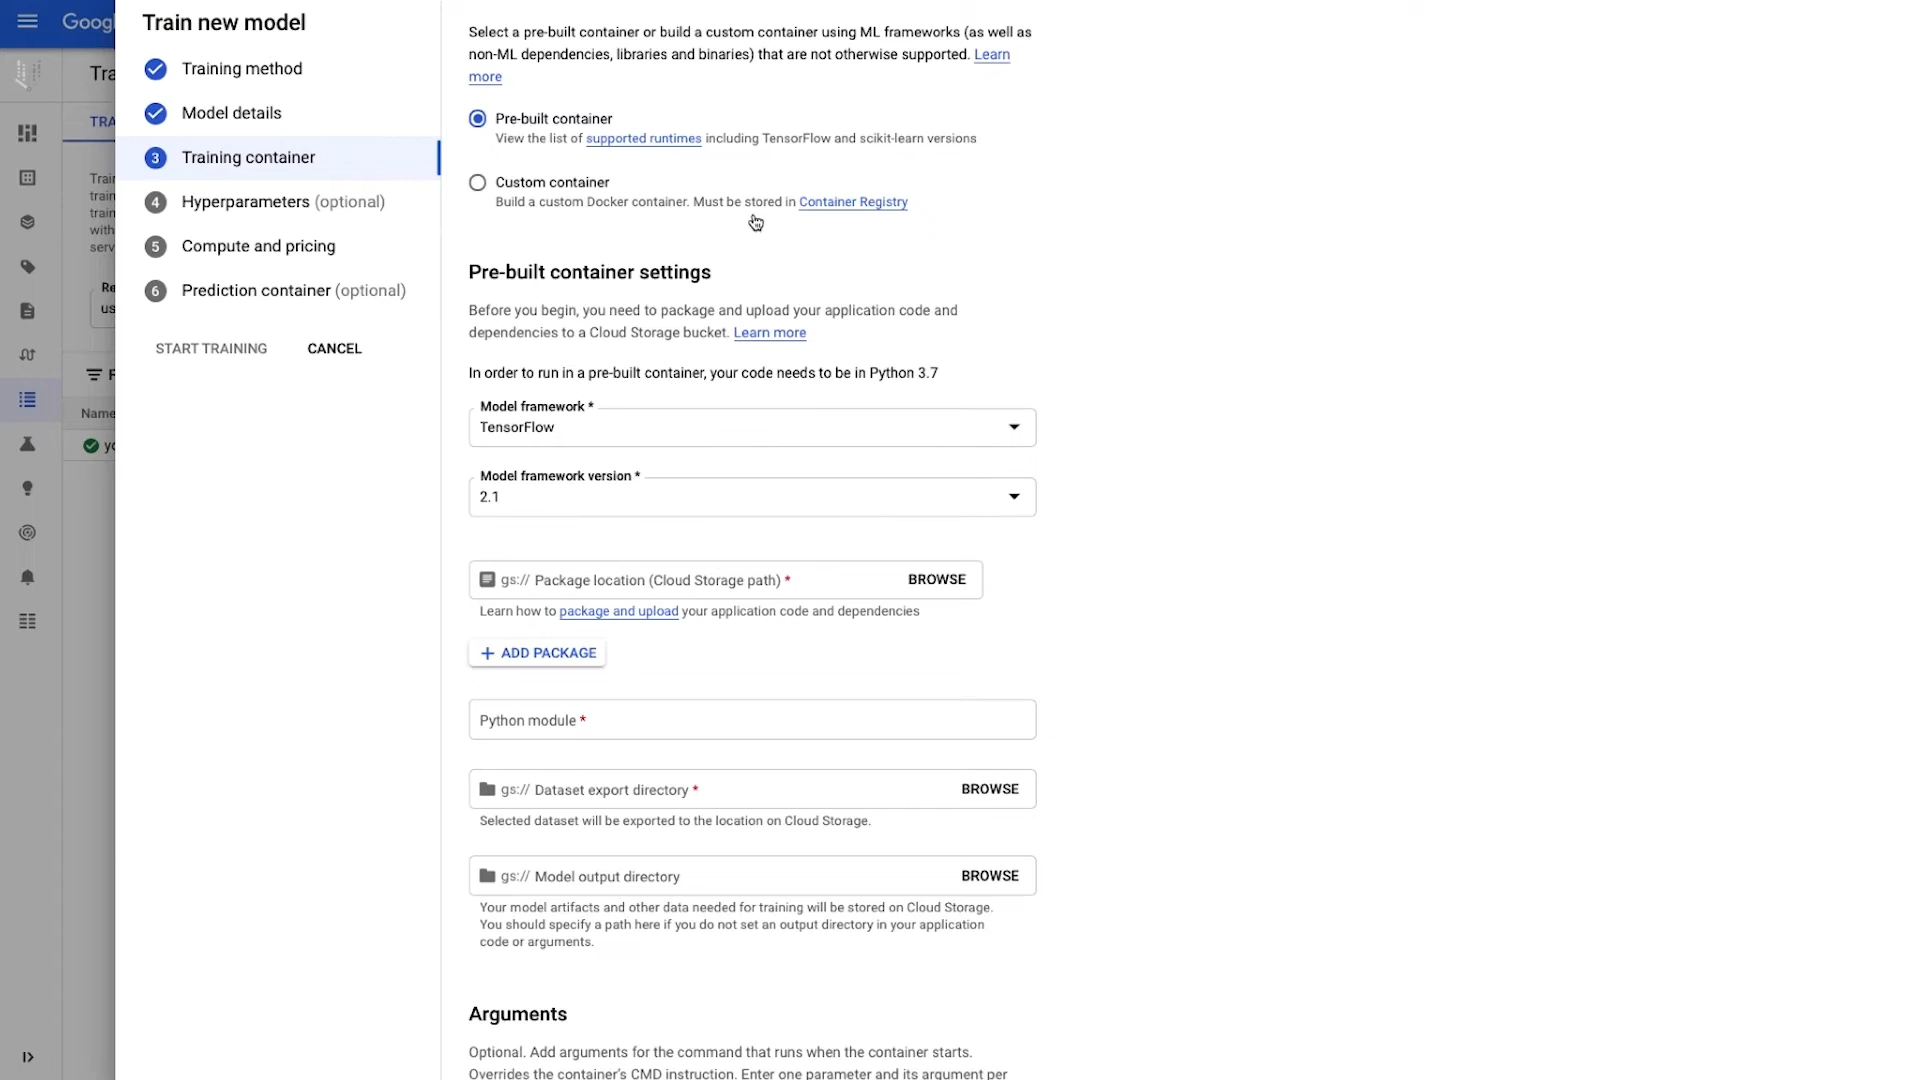 Googl
Train new model
Training method
Model details
3 Training container
4 Hyperparameters (optional)
5 Compute and pricing
6 Prediction container (optional)
START TRAINING CANCEL
Tra
TRA
Trai
train
train
with
serv
Re
us
F
Name
yo
Select a pre-built container or build a custom container using ML frameworks (as well as
non-ML dependencies, libraries and binaries) that are not otherwise supported. Learn
more
Pre-built container
View the list of supported runtimes including TensorFlow and scikit-learn versions
Custom container
Build a custom Docker container. Must be stored in Container Registry
Pre-built container settings
Before you begin, you need to package and upload your application code and
dependencies to a Cloud Storage bucket. Learn more
In order to run in a pre-built container, your code needs to be in Python 3.7
Model framework *
TensorFlow
Model framework version *
2.1
gs:// Package location (Cloud Storage path) * BROWSE
Learn how to package and upload your application code and dependencies
+ ADD PACKAGE
Python module *
gs:// Dataset export directory * BROWSE
Selected dataset will be exported to the location on Cloud Storage.
gs:// Model output directory BROWSE
Your model artifacts and other data needed for training will be stored on Cloud Storage.
You should specify a path here if you do not set an output directory in your application
code or arguments.
Arguments
Optional. Add arguments for the command that runs when the container starts.
Overrides the container's CMD instruction. Enter one parameter and its argument per